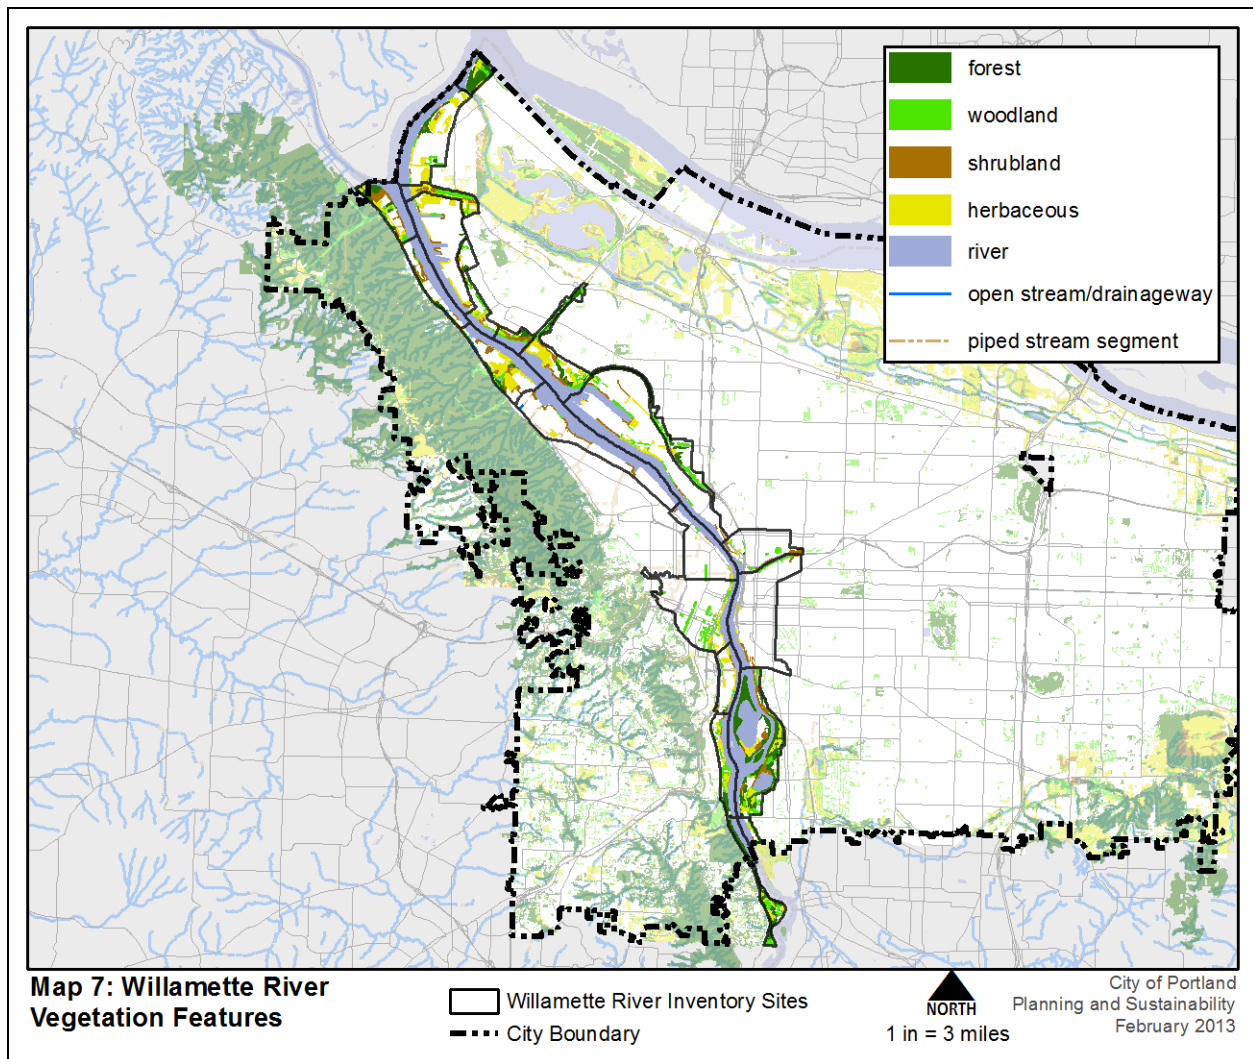 forest
woodland
shrubland
herbaceous
river
open stream/drainageway
piped stream segment
Map 7: Willamette River
Vegetation Features
Willamette River Inventory Sites
City Boundary
NORTH
1 in = 3 miles
City of Portland
Planning and Sustainability
February 2013